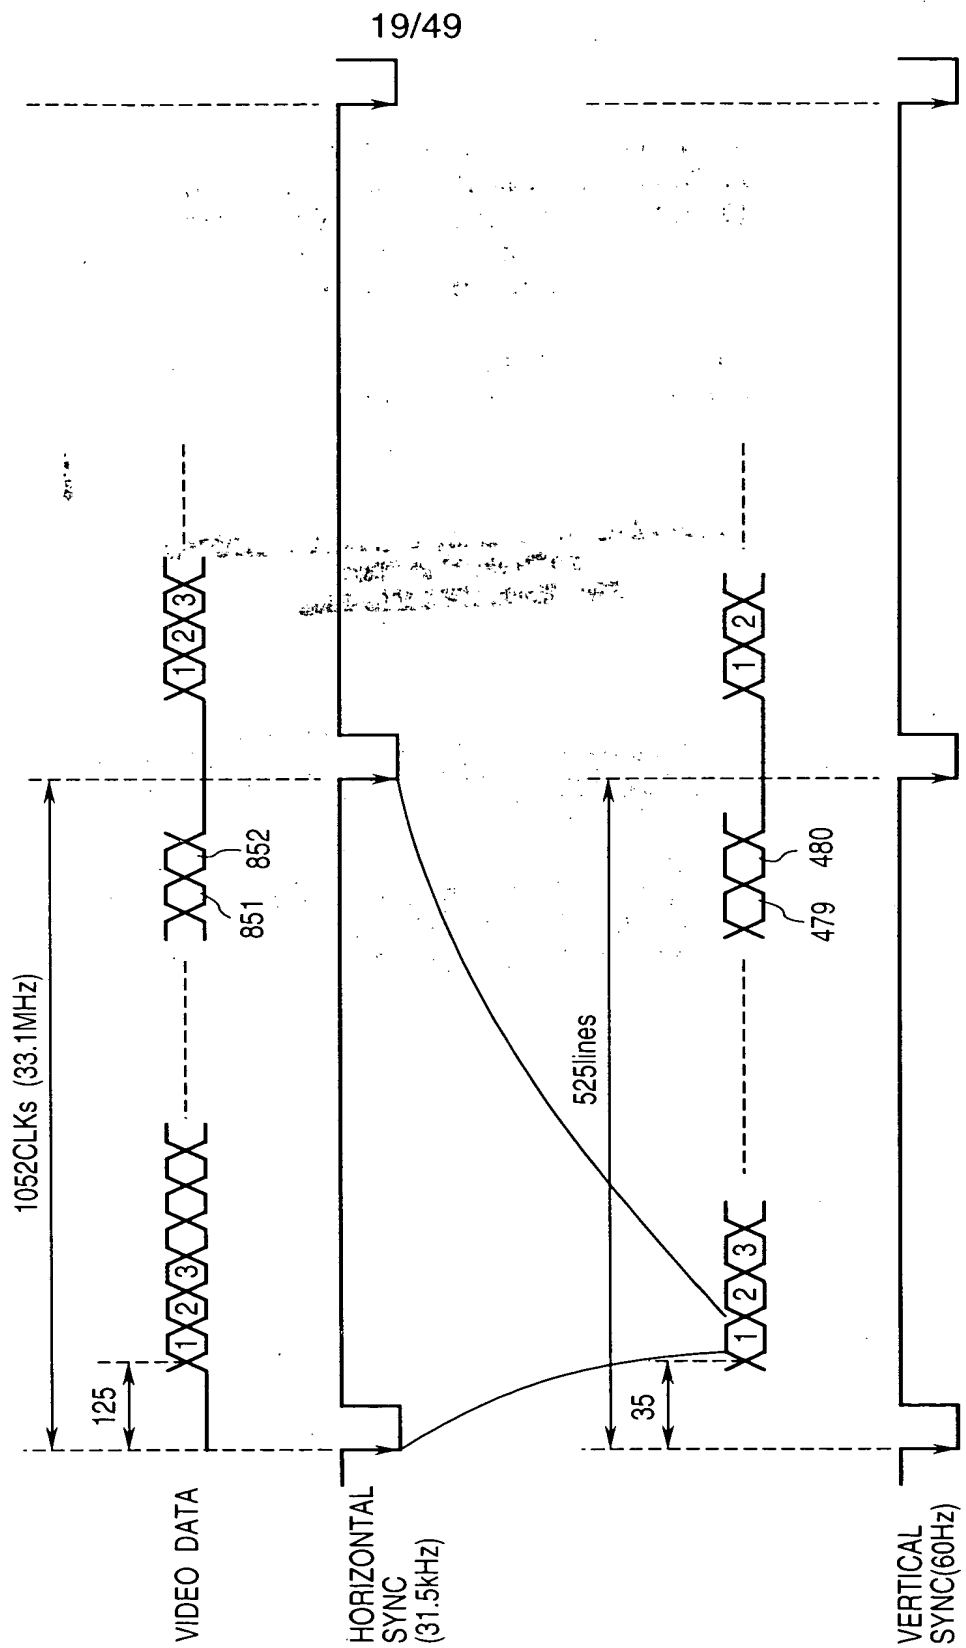 19/49
VIDEO DATA
125
1052CLKs (33.1MHz)
1
2
3
851
852
1
2
3
HORIZONTAL
SYNC
(31.5kHz)
35
525lines
1
2
3
479
480
1
2
VERTICAL
SYNC(60Hz)